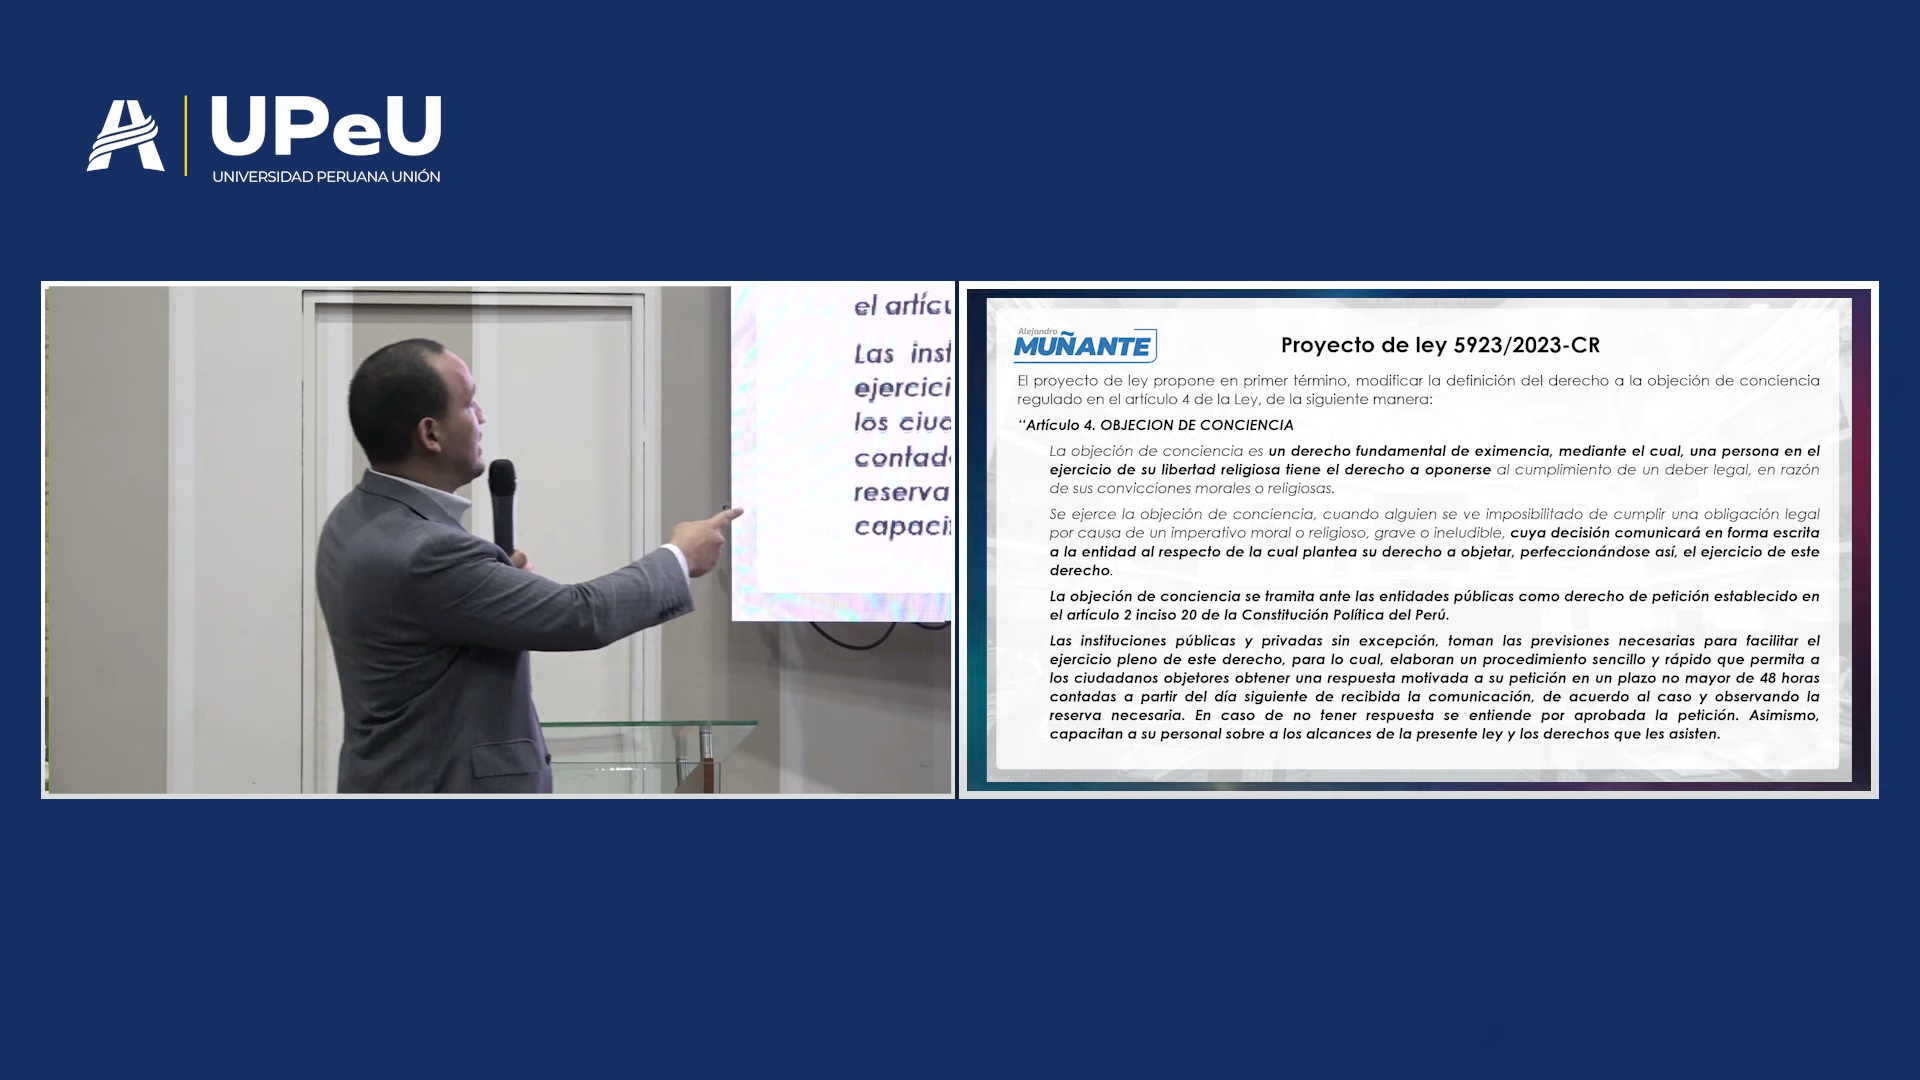 UPeU
UNIVERSIDAD PERUANA UNIÓN
el artícu
Las inst
ejercici
los ciud
contad
reserva
capacit
Alejandro
MUÑANTE
Proyecto de ley 5923/2023-CR
El proyecto de ley propone en primer término, modificar la definición del derecho a la objeción de conciencia
regulado en el artículo 4 de la Ley, de la siguiente manera:
''Artículo 4. OBJECION DE CONCIENCIA
La objeción de conciencia es un derecho fundamental de eximencia, mediante el cual, una persona en el
ejercicio de su libertad religiosa tiene el derecho a oponerse al cumplimiento de un deber legal, en razón
de sus convicciones morales o religiosas.
Se ejerce la objeción de conciencia, cuando alguien se ve imposibilitado de cumplir una obligación legal
por causa de un imperativo moral o religioso, grave o ineludible, cuya decisión comunicará en forma escrita
a la entidad al respecto de la cual plantea su derecho a objetar, perfeccionándose así, el ejercicio de este
derecho.
La objeción de conciencia se tramita ante las entidades públicas como derecho de petición establecido en
el artículo 2 inciso 20 de la Constitución Política del Perú.
Las instituciones públicas y privadas sin excepción, toman las previsiones necesarias para facilitar el
ejercicio pleno de este derecho, para lo cual, elaboran un procedimiento sencillo y rápido que permita a
los ciudadanos objetores obtener una respuesta motivada a su petición en un plazo no mayor de 48 horas
contadas a partir del día siguiente de recibida la comunicación, de acuerdo al caso y observando la
reserva necesaria. En caso de no tener respuesta se entiende por aprobada la petición. Asimismo,
capacitan a su personal sobre a los alcances de la presente ley y los derechos que les asisten.